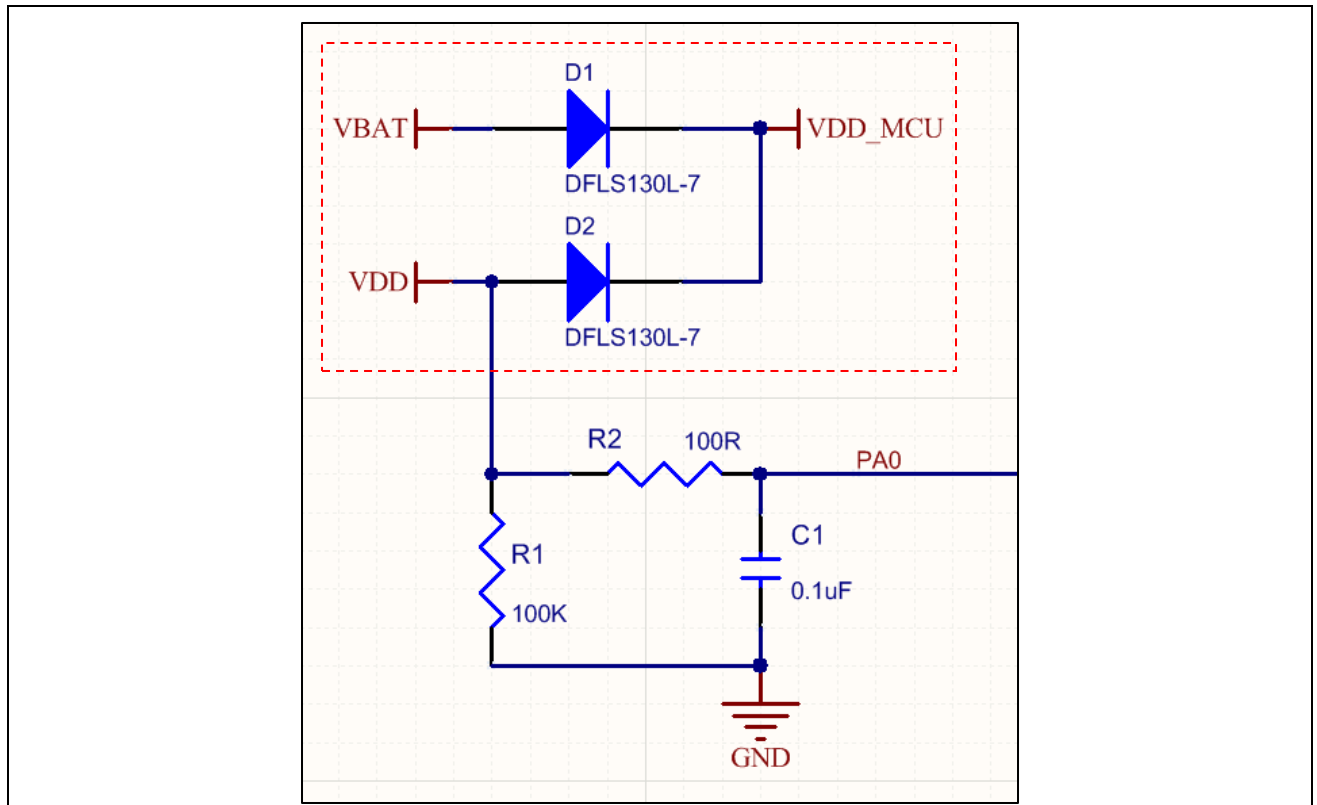 D1
VBAT
VDD_MCU
DFLS130L-7
D2
VDD
DFLS130L-7
R2
100R
PA0
C1
R1
0.1uF
100K
GND